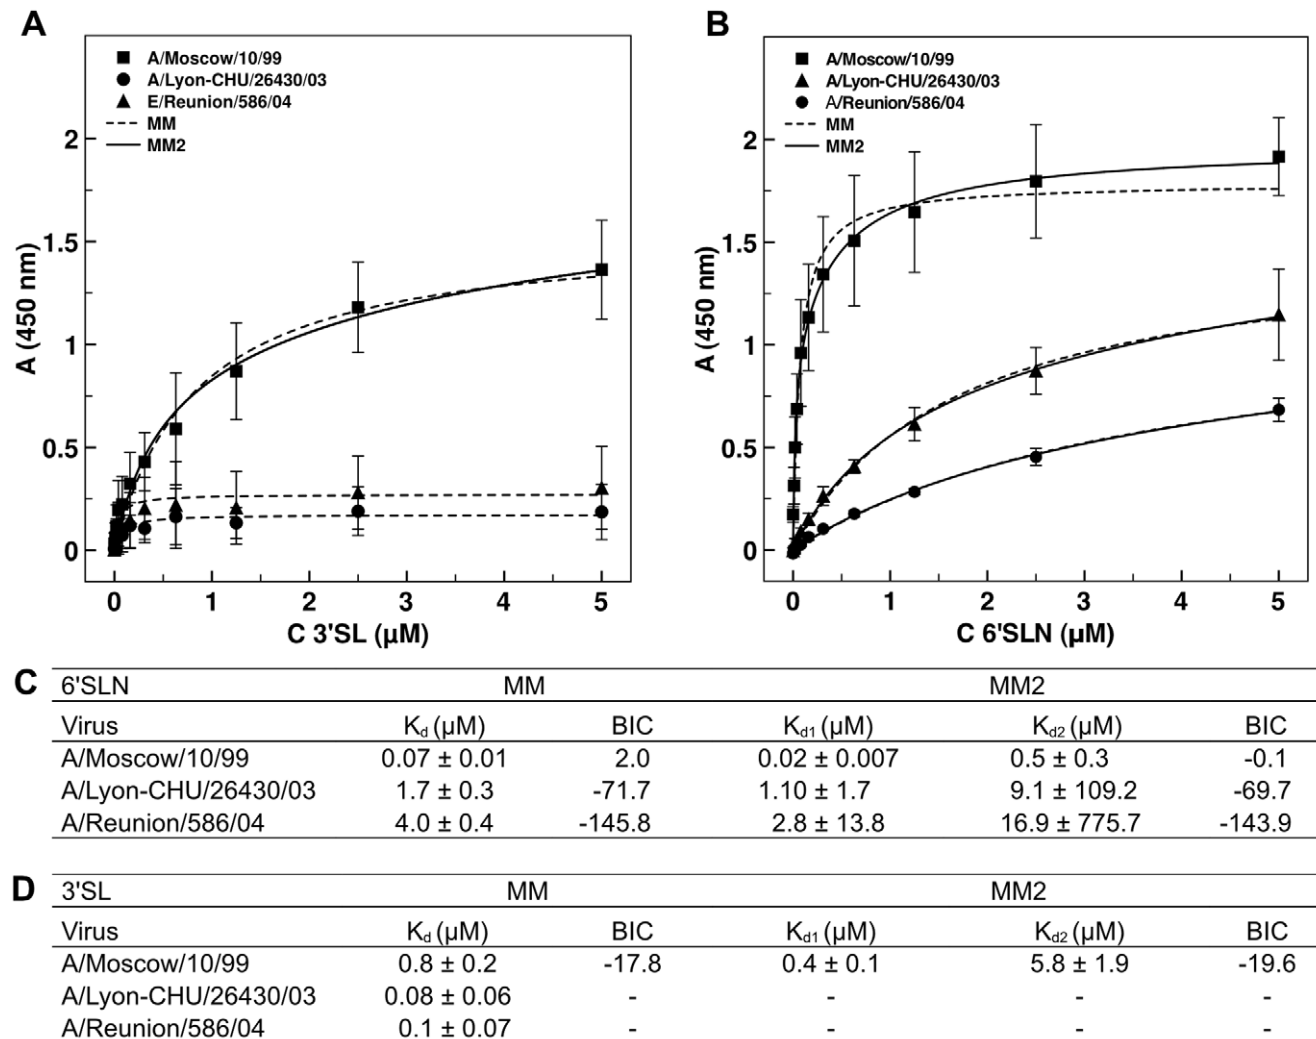 A
A/Moscow/10/99
A/Lyon-CHU/26430/03
E/Reunion/586/04
MM
MM2
2
1.5
1
0.5
0
A (450 nm)
0 1 2 3 4 5
C 3'SL (µM)
B
A/Moscow/10/99
A/Lyon-CHU/26430/03
A/Reunion/586/04
MM
MM2
2
1.5
1
0.5
0
A (450 nm)
0 1 2 3 4 5
C 6'SLN (µM)
C 6'SLN MM MM2
Virus Kd (µM) BIC Kd1 (µM) Kd2 (µM) BIC
A/Moscow/10/99 0.07 ± 0.01 2.0 0.02 ± 0.007 0.5 ± 0.3 -0.1
A/Lyon-CHU/26430/03 1.7 ± 0.3 -71.7 1.10 ± 1.7 9.1 ± 109.2 -69.7
A/Reunion/586/04 4.0 ± 0.4 -145.8 2.8 ± 13.8 16.9 ± 775.7 -143.9
D 3'SL MM MM2
Virus Kd (µM) BIC Kd1 (µM) Kd2 (µM) BIC
A/Moscow/10/99 0.8 ± 0.2 -17.8 0.4 ± 0.1 5.8 ± 1.9 -19.6
A/Lyon-CHU/26430/03 0.08 ± 0.06 - - - -
A/Reunion/586/04 0.1 ± 0.07 - - - -